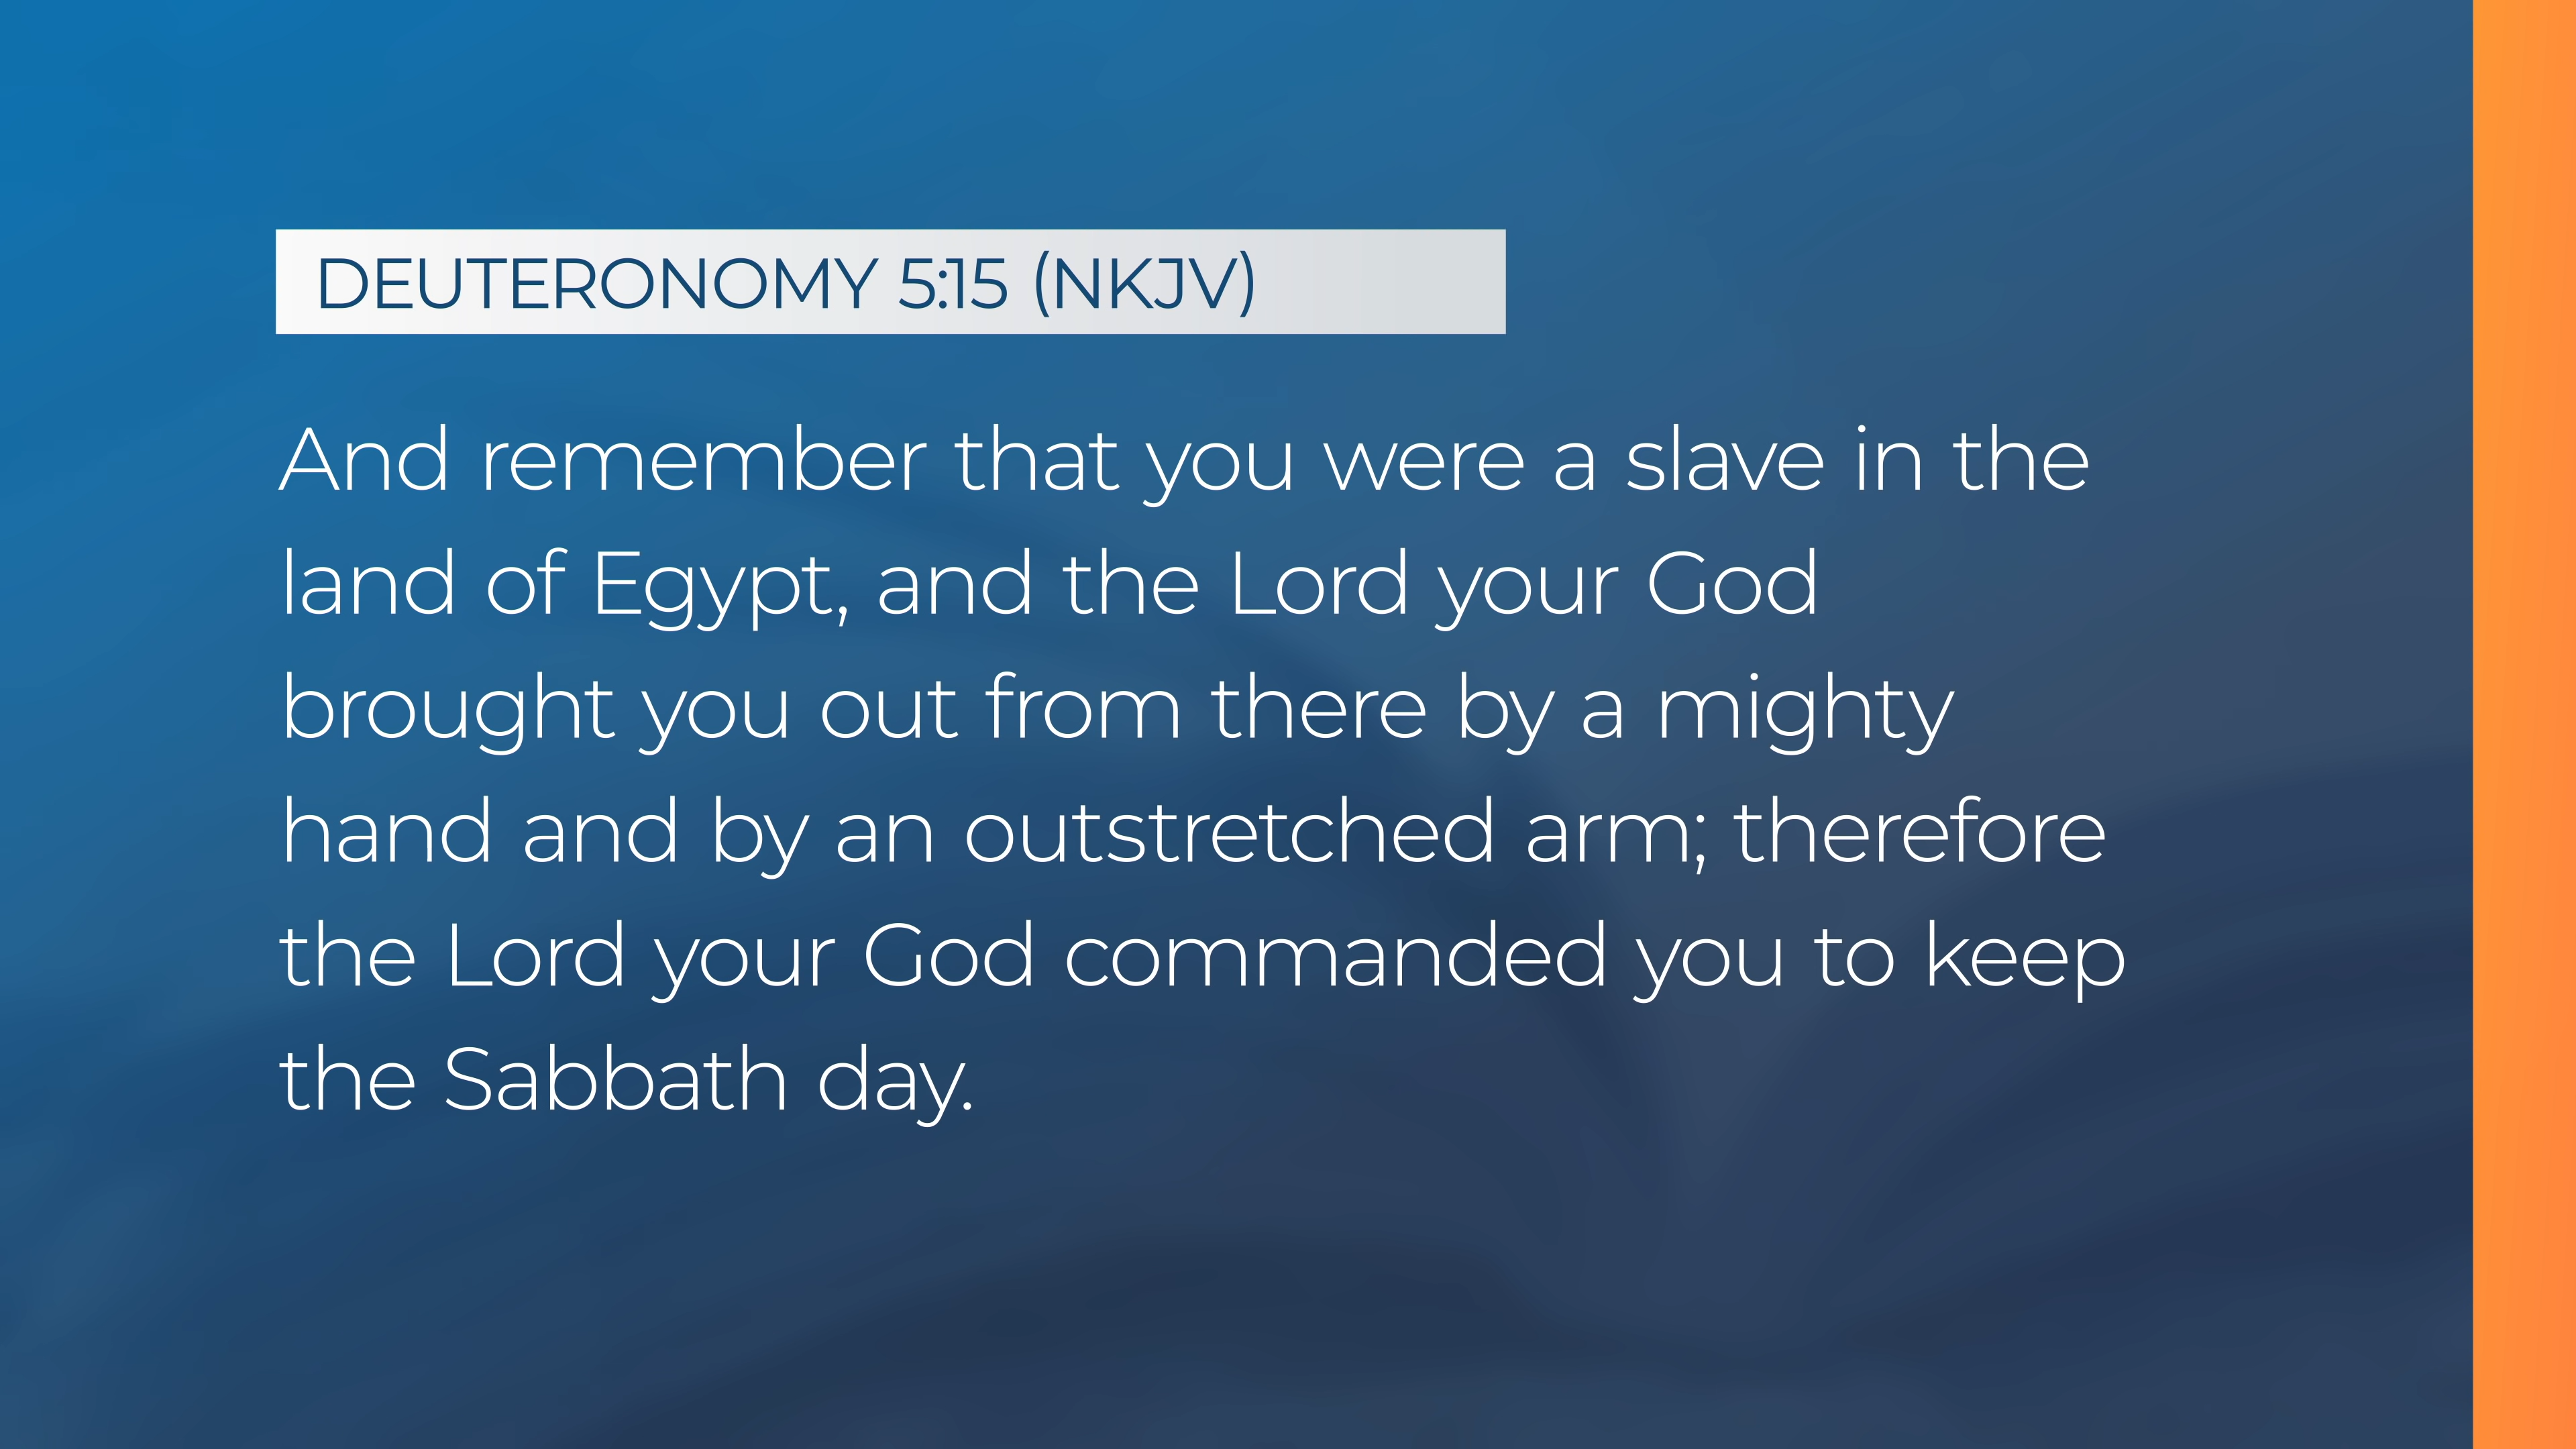 DEUTERONOMY 5:15 (NKJV)
And remember that you were a slave in the
land of Egypt, and the Lord your God
brought you out from there by a mighty
hand and by an outstretched arm; therefore
the Lord your God commanded you to keep
the Sabbath day.